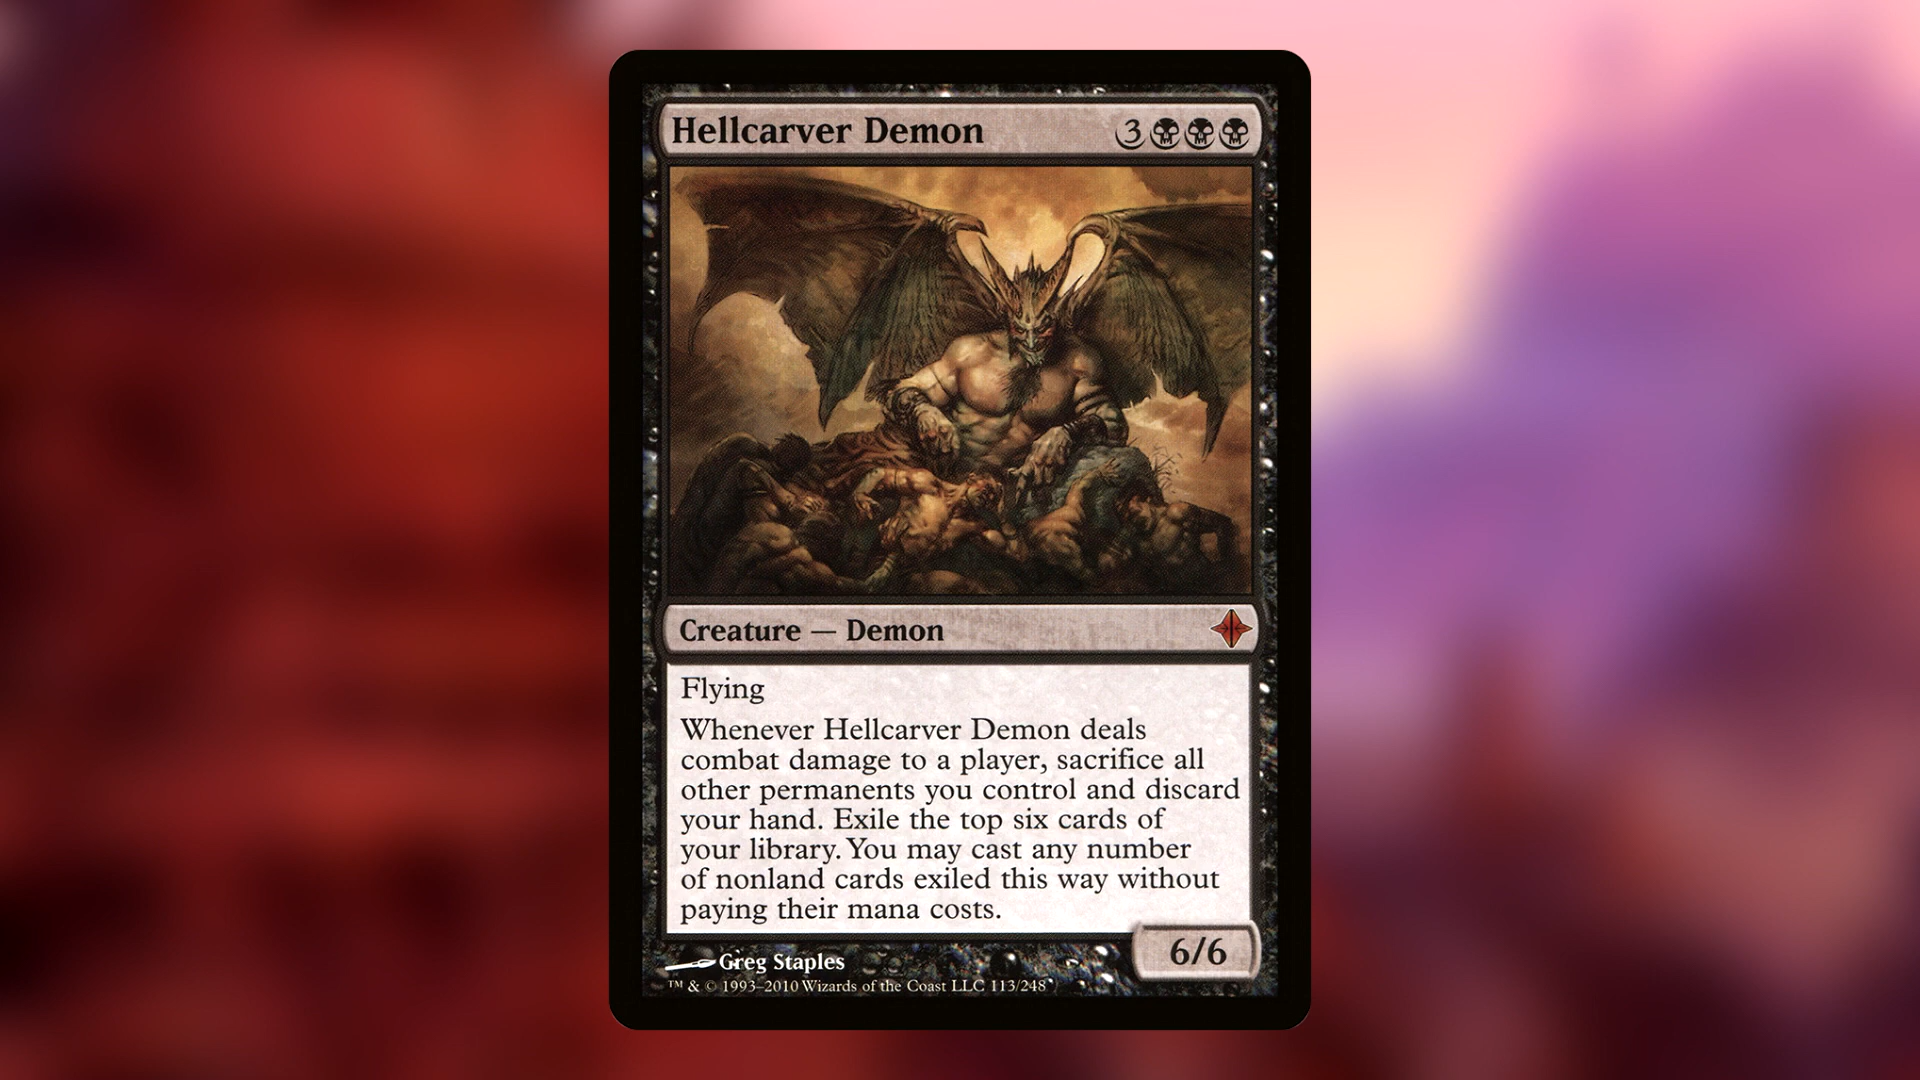 Hellcarver Demon 3
Creature — Demon
Flying
Whenever Hellcarver Demon deals
combat damage to a player, sacrifice all
other permanents you control and discard
your hand. Exile the top six cards of
your library. You may cast any number
of nonland cards exiled this way without
paying their mana costs.
6/6
Greg Staples
™ & © 1993–2010 Wizards of the Coast LLC 113/248